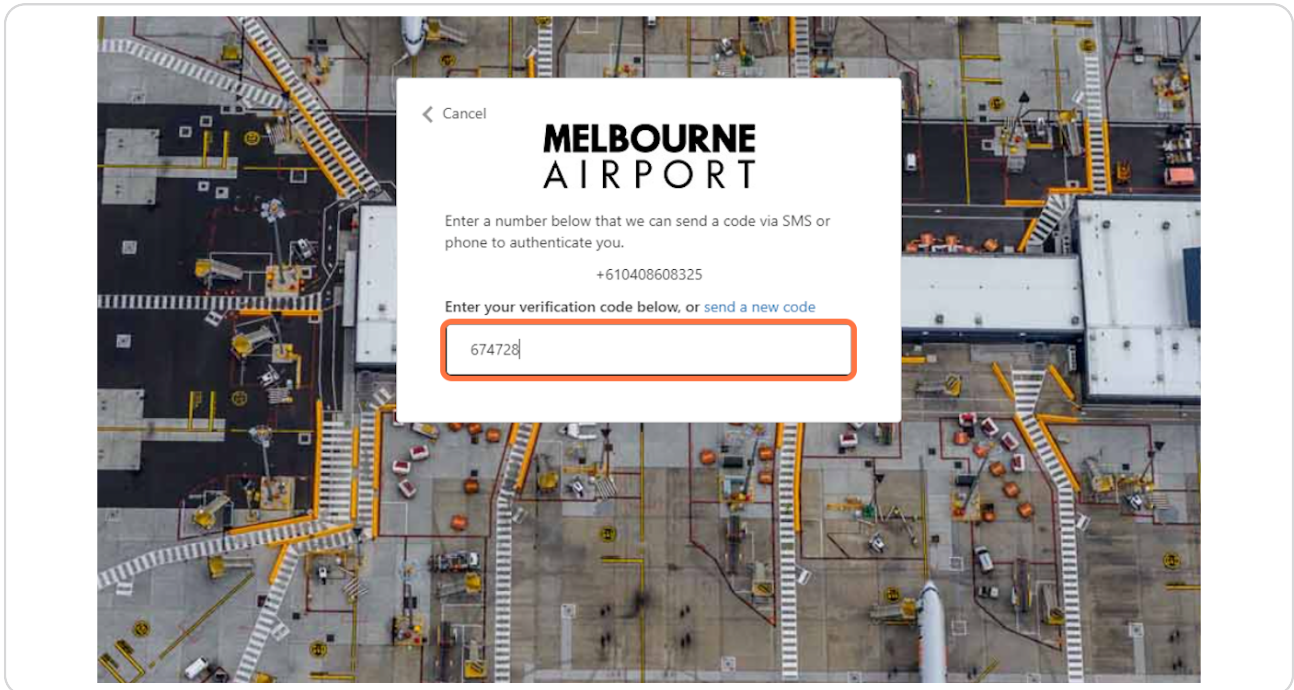 Cancel
MELBOURNE
AIRPORT
Enter a number below that we can send a code via SMS or
phone to authenticate you.
+610408608325
Enter your verification code below, or send a new code
674728